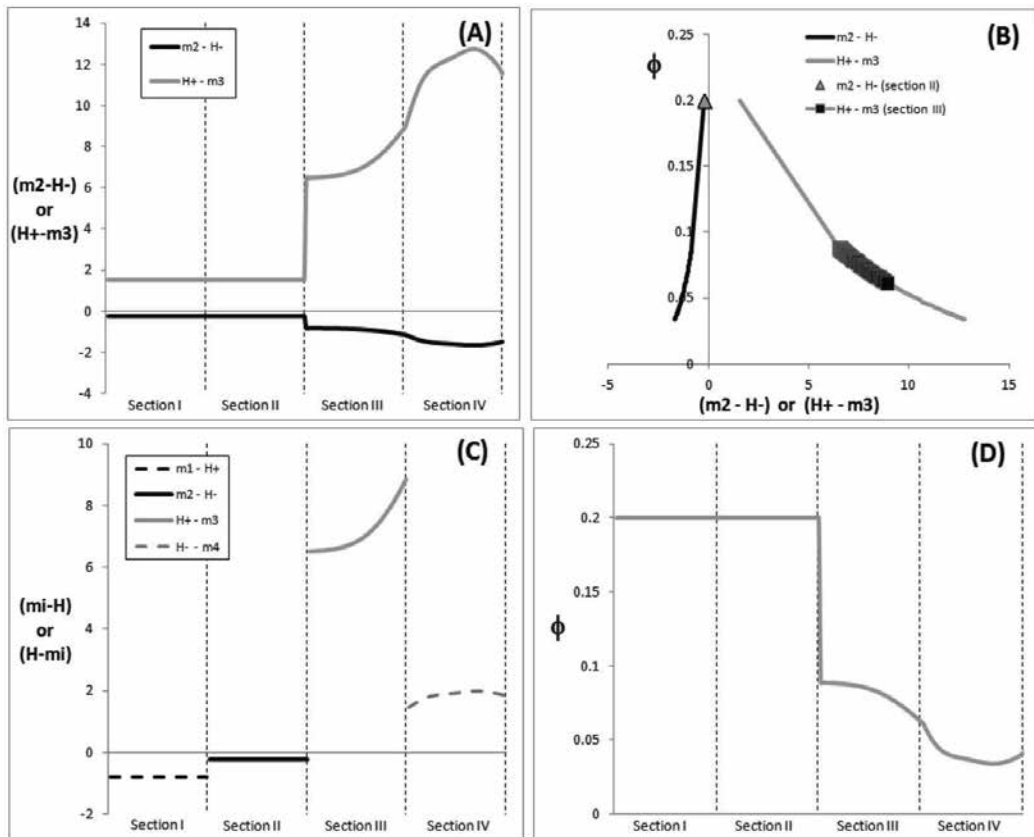 (A)
m2 - H-
H+ - m3
14
12
10
8
6
4
2
0
-2
-4
(m2-H-)
or
(H+-m3)
Section I
Section II
Section III
Section IV
(B)
ϕ
m2 - H-
H+ - m3
m2 - H- (section II)
H+ - m3 (section III)
0.25
0.2
0.15
0.1
0.05
0
-5
0
5
10
15
(m2 - H-) or (H+ - m3)
(C)
m1 - H+
m2 - H-
H+ - m3
H- - m4
10
8
6
4
2
0
-2
(mi-H)
or
(H-mi)
Section I
Section II
Section III
Section IV
(D)
0.25
0.2
0.15
0.1
0.05
0
ϕ
Section I
Section II
Section III
Section IV